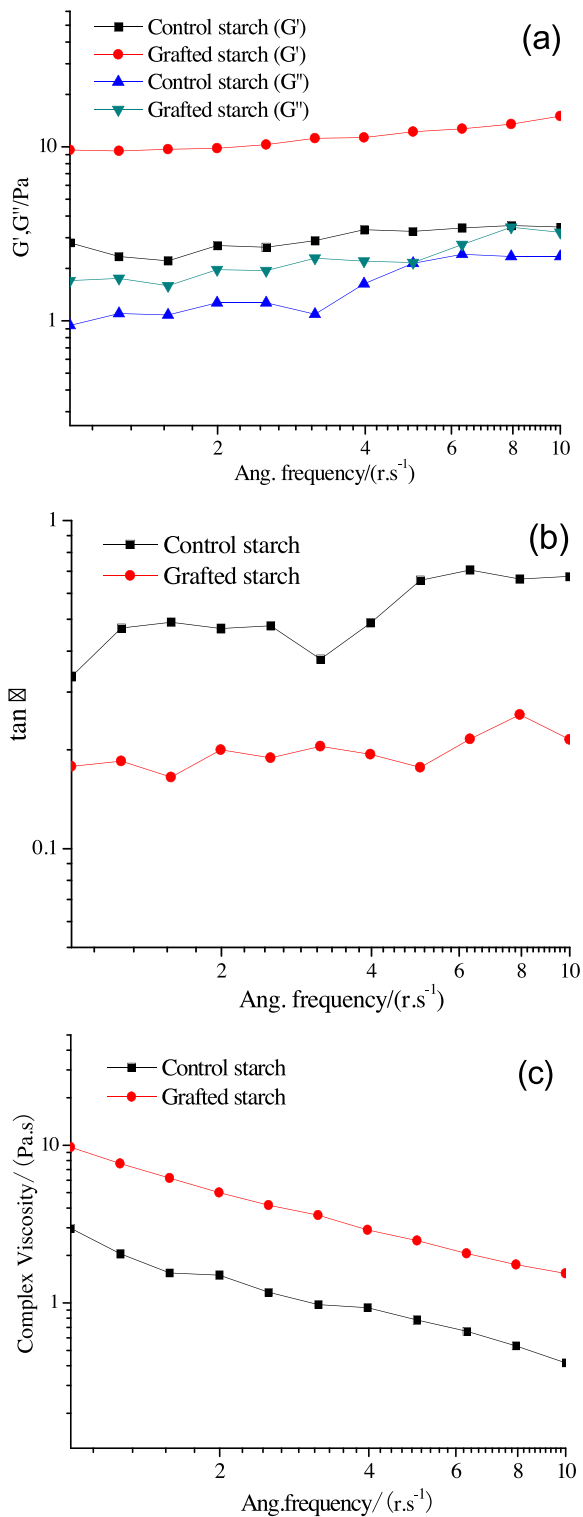 (a)
Control starch (G')
Grafted starch (G')
Control starch (G'')
Grafted starch (G'')
G',G''/Pa
10
1
2
4
6
8
10
Ang. frequency/(r.s-1)
(b)
Control starch
Grafted starch
tan ☒
1
0.1
2
4
6
8
10
Ang. frequency/(r.s-1)
(c)
Control starch
Grafted starch
Complex Viscosity/ (Pa.s)
10
1
2
4
6
8
10
Ang.frequency/ (r.s-1)